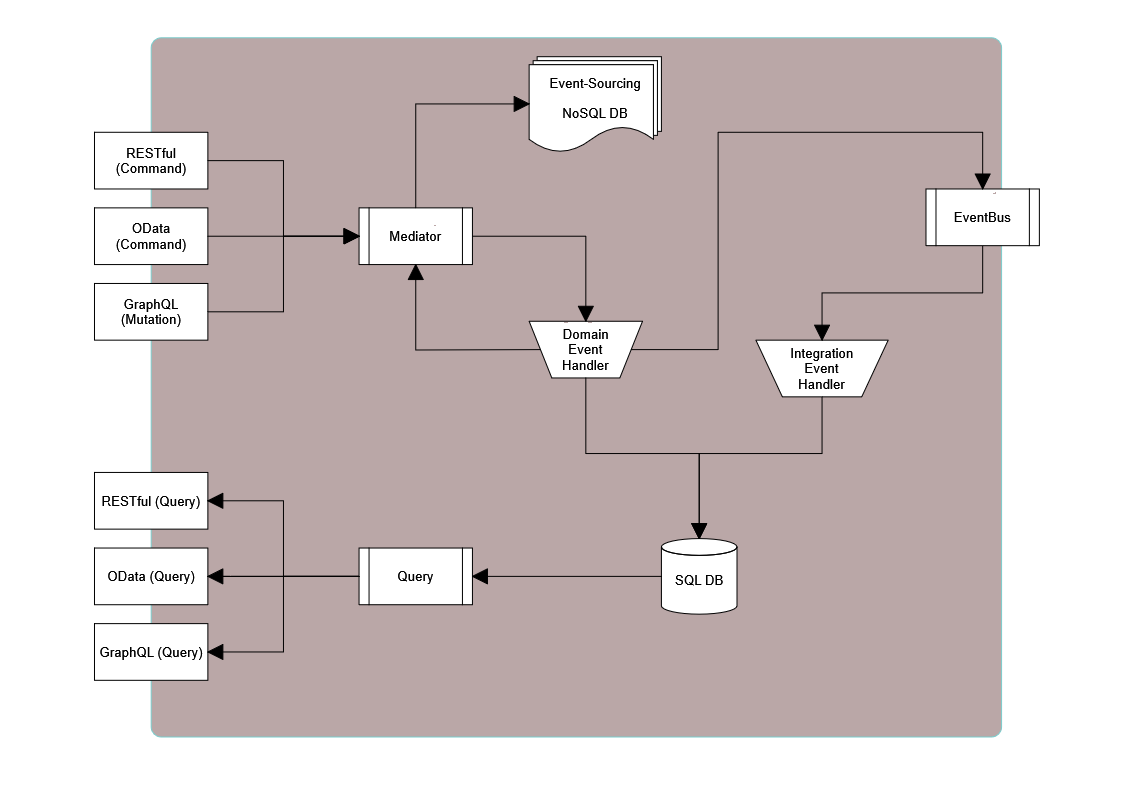 Event-Sourcing
NoSQL DB
RESTful
(Command)
OData
(Command)
GraphQL
(Mutation)
Mediator
EventBus
Domain
Event
Handler
Integration
Event
Handler
RESTful (Query)
OData (Query)
GraphQL (Query)
Query
SQL DB